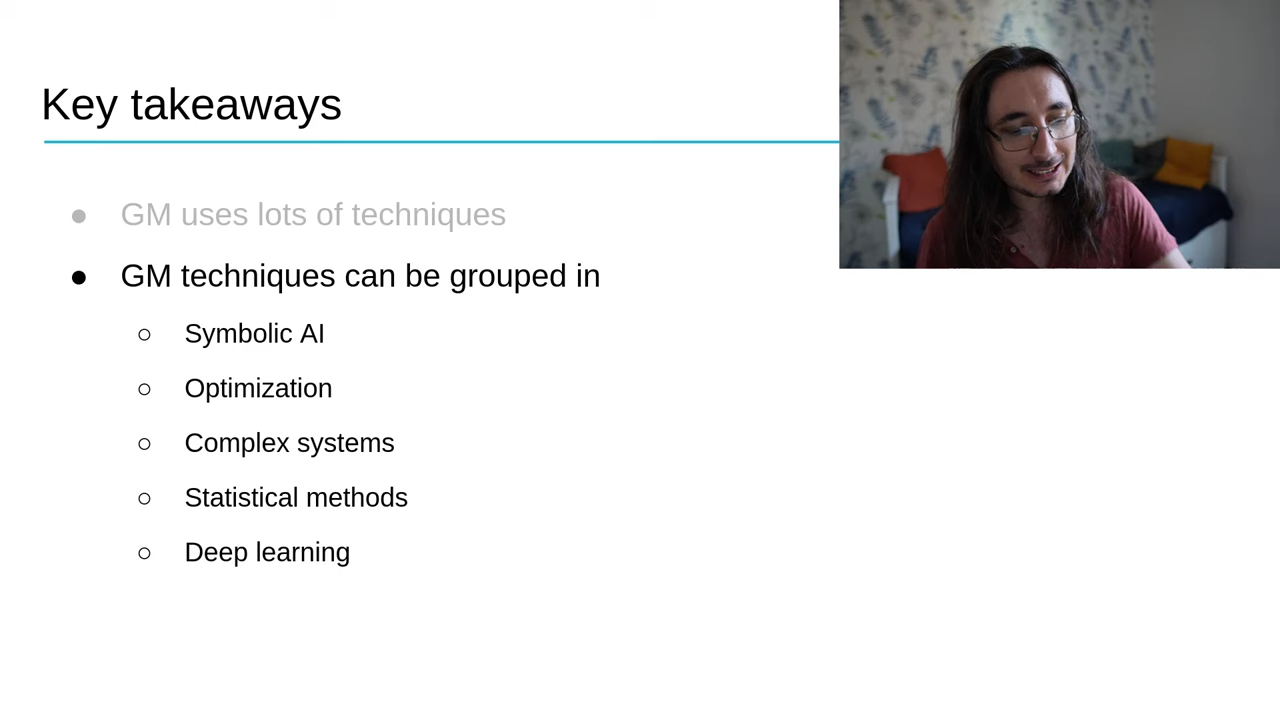 Key takeaways
● GM uses lots of techniques
● GM techniques can be grouped in
○ Symbolic AI
○ Optimization
○ Complex systems
○ Statistical methods
○ Deep learning